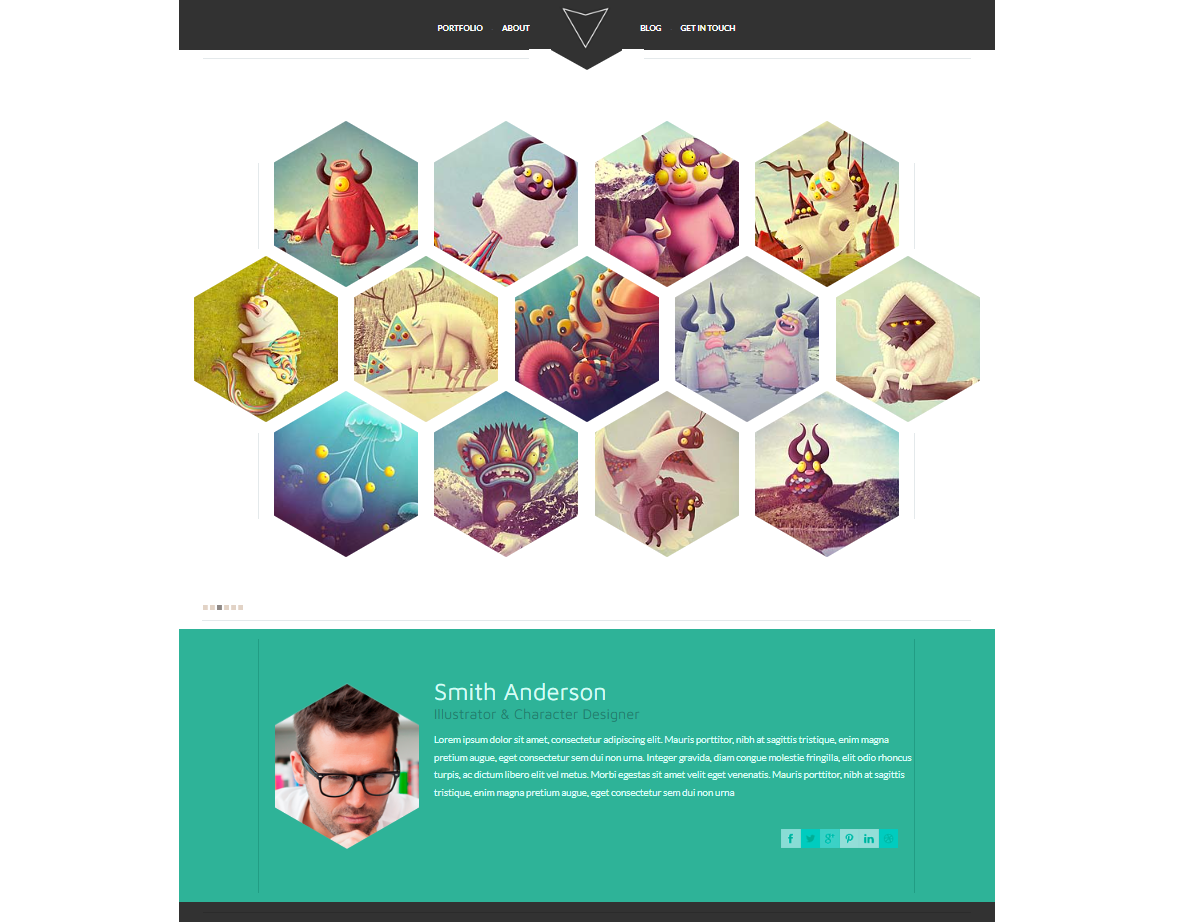 PORTFOLIO ABOUT BLOG GET IN TOUCH
Smith Anderson
Illustrator & Character Designer
Lorem ipsum dolor sit amet, consectetur adipiscing elit. Mauris porttitor, nibh at sagittis tristique, enim magna
pretium augue, eget consectetur sem dui non urna. Integer gravida, diam congue molestie fringilla, elit odio rhoncus
turpis, ac dictum libero elit vel metus. Morbi egestas sit amet velit eget venenatis. Mauris porttitor, nibh at sagittis
tristique, enim magna pretium augue, eget consectetur sem dui non urna